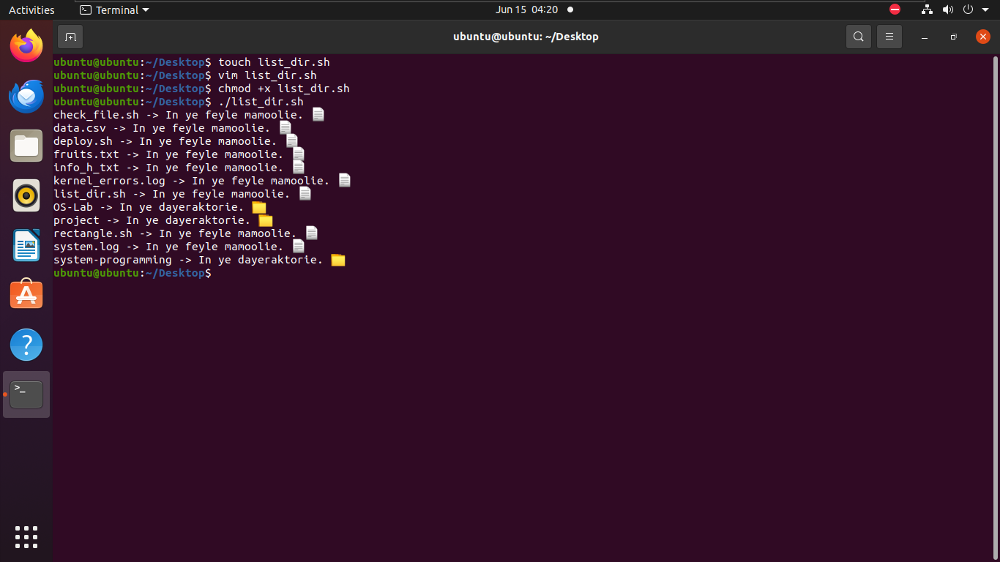 Activities
Terminal
Jun 15 04:20
ubuntu@ubuntu: ~/Desktop
ubuntu@ubuntu:~/Desktop$ touch list_dir.sh
ubuntu@ubuntu:~/Desktop$ vim list_dir.sh
ubuntu@ubuntu:~/Desktop$ chmod +x list_dir.sh
ubuntu@ubuntu:~/Desktop$ ./list_dir.sh
check_file.sh -> In ye feyle mamoolie. 📄
data.csv -> In ye feyle mamoolie. 📄
deploy.sh -> In ye feyle mamoolie. 📄
fruits.txt -> In ye feyle mamoolie. 📄
info_h_txt -> In ye feyle mamoolie. 📄
kernel_errors.log -> In ye feyle mamoolie. 📄
list_dir.sh -> In ye feyle mamoolie. 📄
OS-Lab -> In ye dayeraktorie. 📁
project -> In ye dayeraktorie. 📁
rectangle.sh -> In ye feyle mamoolie. 📄
system.log -> In ye feyle mamoolie. 📄
system-programming -> In ye dayeraktorie. 📁
ubuntu@ubuntu:~/Desktop$